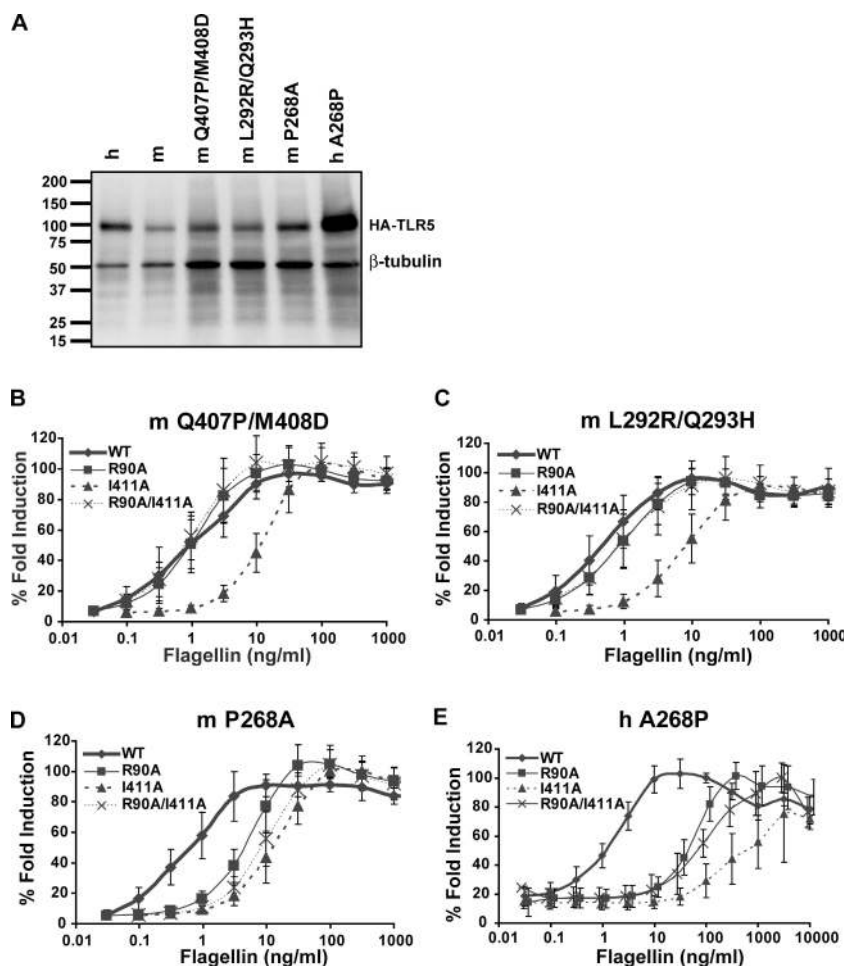 A
h
m
m Q407P/M408D
m L292R/Q293H
m P268A
h A268P
200
150
100
75
50
37
25
15
HA-TLR5
β-tubulin
B
m Q407P/M408D
% Fold Induction
120
100
80
60
40
20
0
WT
R90A
I411A
R90A/I411A
0.01 0.1 1 10 100 1000
Flagellin (ng/ml)
C
m L292R/Q293H
% Fold Induction
120
100
80
60
40
20
0
WT
R90A
I411A
R90A/I411A
0.01 0.1 1 10 100 1000
Flagellin (ng/ml)
D
m P268A
% Fold Induction
120
100
80
60
40
20
0
WT
R90A
I411A
R90A/I411A
0.01 0.1 1 10 100 1000
Flagellin (ng/ml)
E
h A268P
% Fold Induction
120
100
80
60
40
20
0
WT
R90A
I411A
R90A/I411A
0.01 0.1 1 10 100 1000 10000
Flagellin (ng/ml)